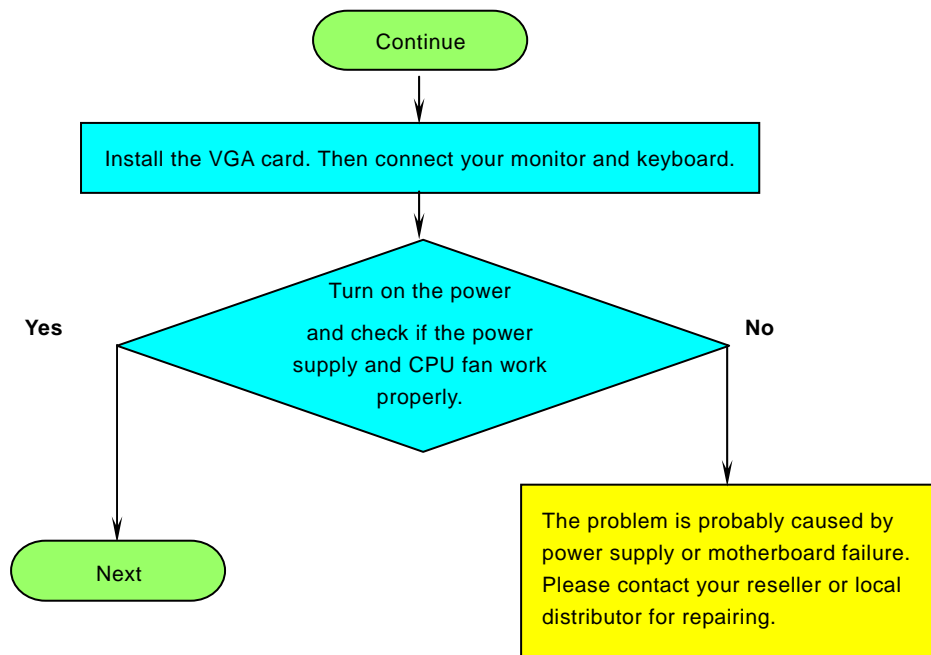 Continue
Install the VGA card. Then connect your monitor and keyboard.
Turn on the power
and check if the power
supply and CPU fan work
properly.
Yes
No
Next
The problem is probably caused by
power supply or motherboard failure.
Please contact your reseller or local
distributor for repairing.